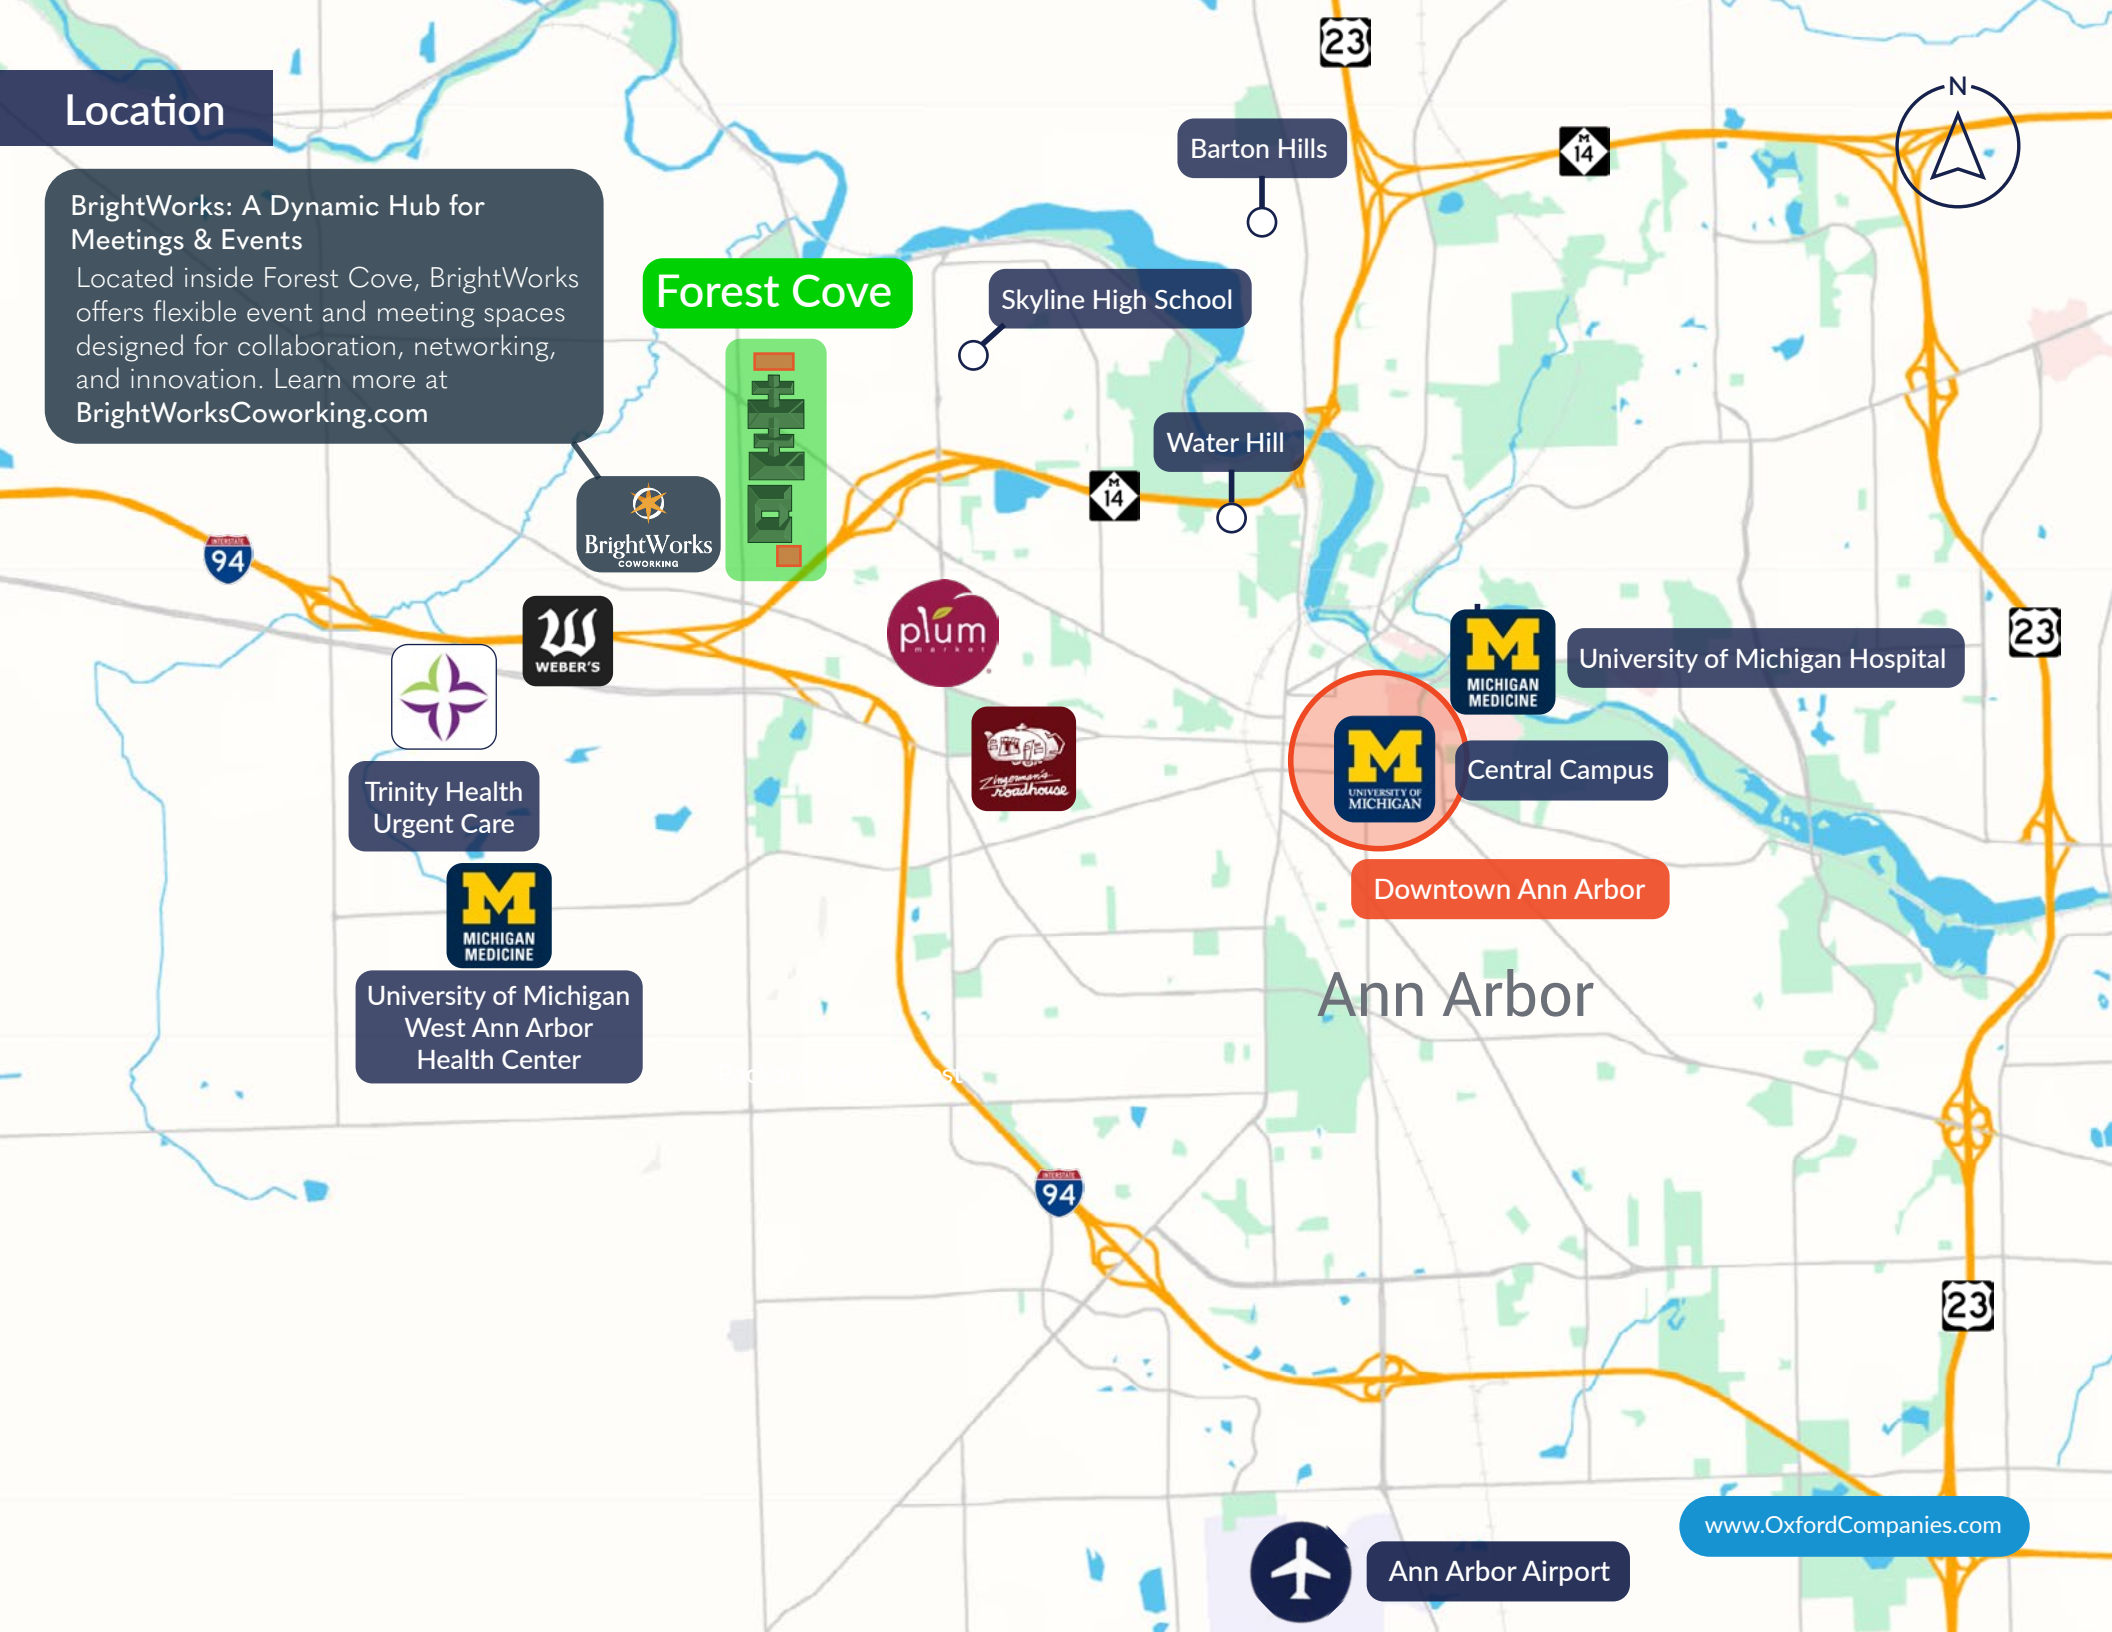 Location
BrightWorks: A Dynamic Hub for
Meetings & Events
Located inside Forest Cove, BrightWorks
offers flexible event and meeting spaces
designed for collaboration, networking,
and innovation. Learn more at
BrightWorksCoworking.com
23
N
M
14
Barton Hills
Forest Cove
Skyline High School
Water Hill
M
14
BrightWorks
COWORKING
INTERSTATE
94
W
WEBER'S
plum
market
23
M
MICHIGAN
MEDICINE
University of Michigan Hospital
Zingerman's
roadhouse
M
UNIVERSITY OF
MICHIGAN
Central Campus
Trinity Health
Urgent Care
Downtown Ann Arbor
M
MICHIGAN
MEDICINE
University of Michigan
West Ann Arbor
Health Center
Ann Arbor
INTERSTATE
94
23
www.OxfordCompanies.com
Ann Arbor Airport